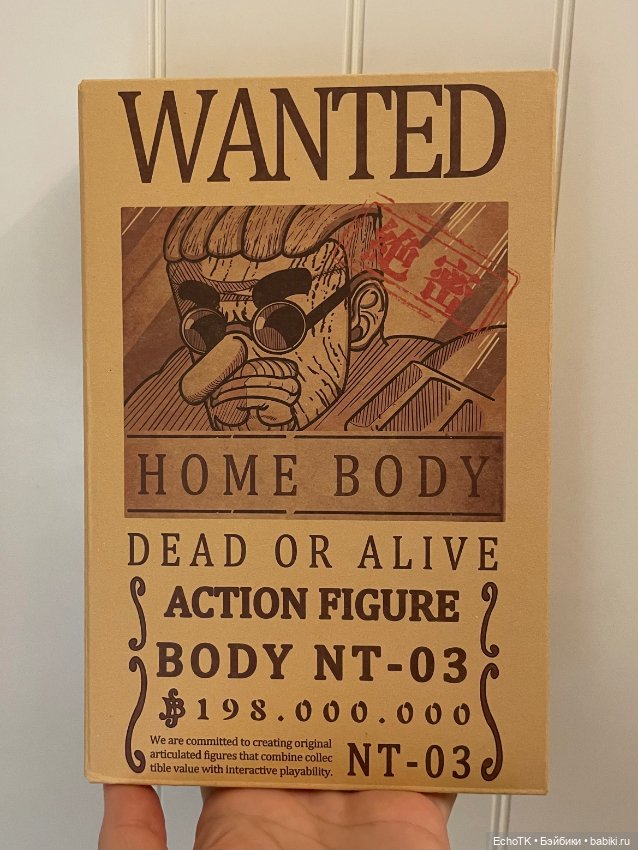 WANTED
絶密
HOME BODY
DEAD OR ALIVE
ACTION FIGURE
BODY NT-03
฿198.000.000
We are committed to creating original
articulated figures that combine collec
tible value with interactive playability.
NT-03
EchoTK • Бэйбики • babiki.ru